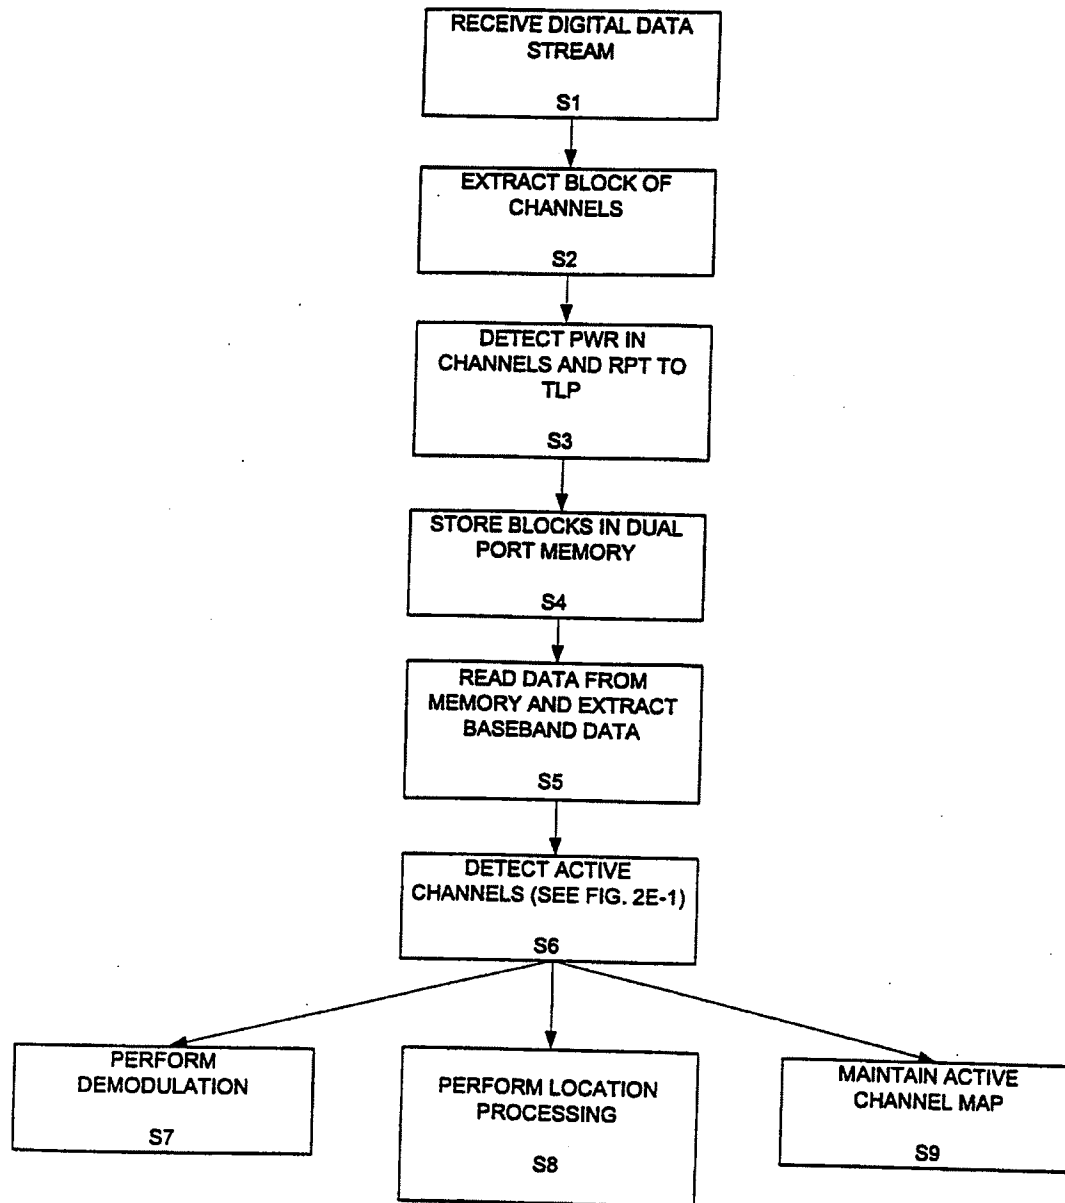 RECEIVE DIGITAL DATA
STREAM
S1
EXTRACT BLOCK OF
CHANNELS
S2
DETECT PWR IN
CHANNELS AND RPT TO
TLP
S3
STORE BLOCKS IN DUAL
PORT MEMORY
S4
READ DATA FROM
MEMORY AND EXTRACT
BASEBAND DATA
S5
DETECT ACTIVE
CHANNELS (SEE FIG. 2E-1)
S6
PERFORM
DEMODULATION
S7
PERFORM LOCATION
PROCESSING
S8
MAINTAIN ACTIVE
CHANNEL MAP
S9